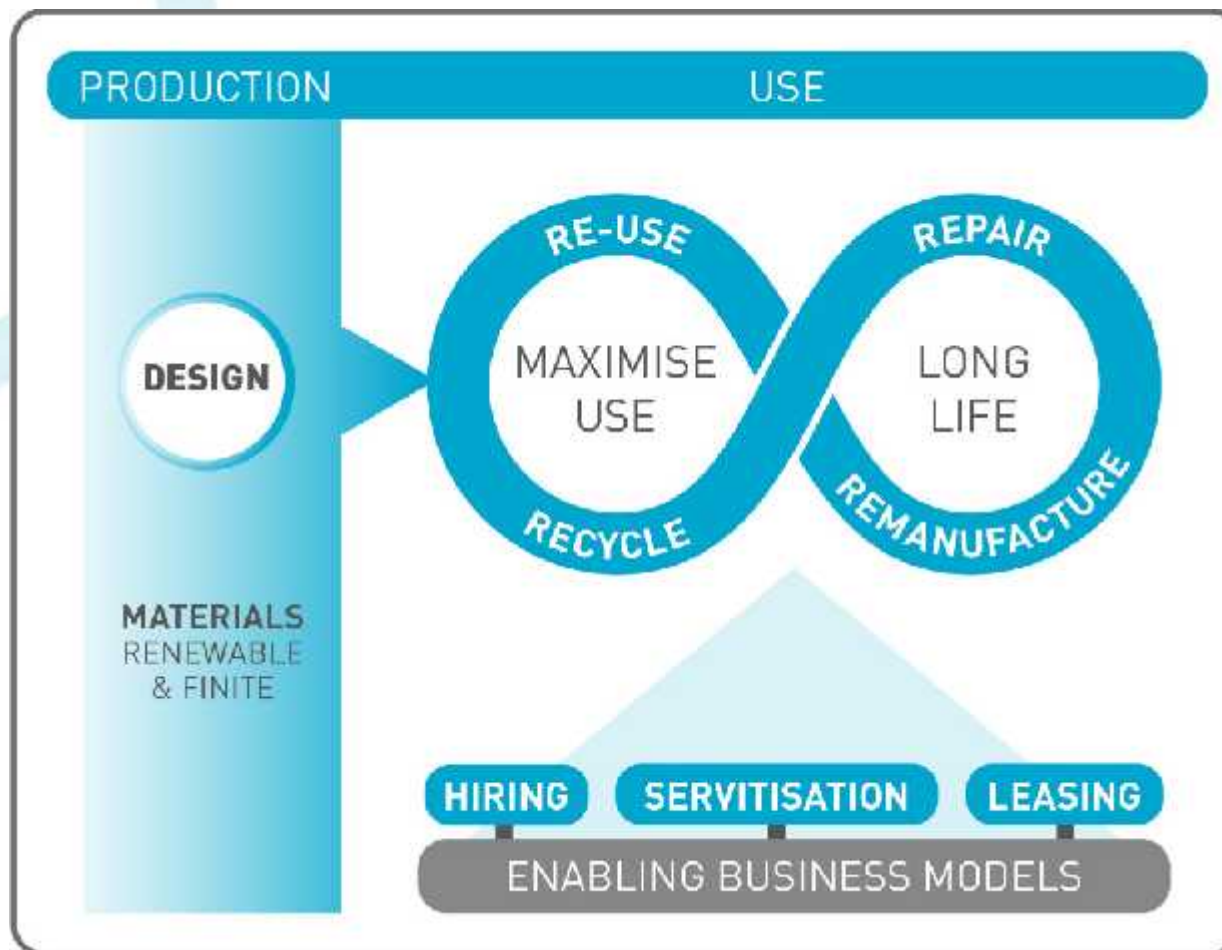 PRODUCTION
USE
DESIGN
MATERIALS
RENEWABLE
& FINITE
RE-USE
MAXIMISE
USE
RECYCLE
REPAIR
LONG
LIFE
REMANUFACTURE
HIRING
SERVITISATION
LEASING
ENABLING BUSINESS MODELS